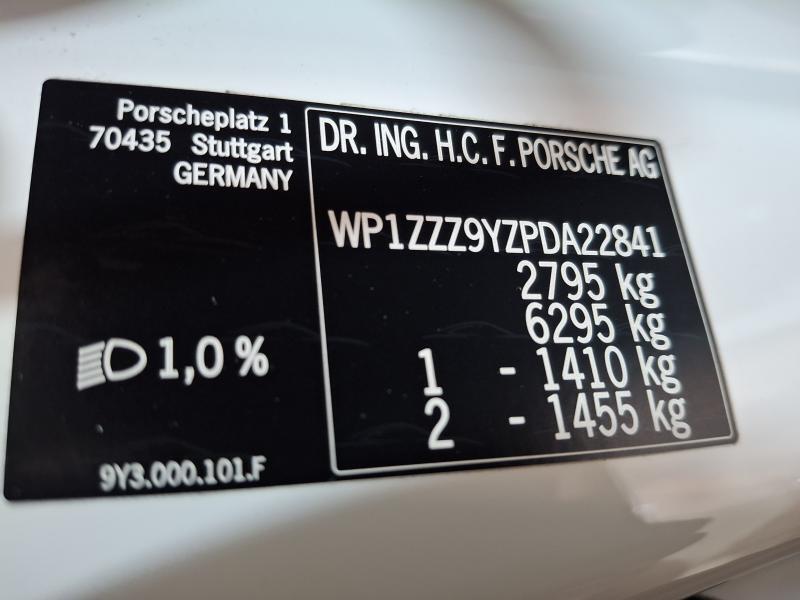 Porscheplatz 1
70435 Stuttgart
GERMANY
1,0 %
9Y3.000.101.F
DR. ING. H.C. F. PORSCHE AG
WP1ZZZ9YZPDA22841
2795 kg
6295 kg
1 - 1410 kg
2 - 1455 kg